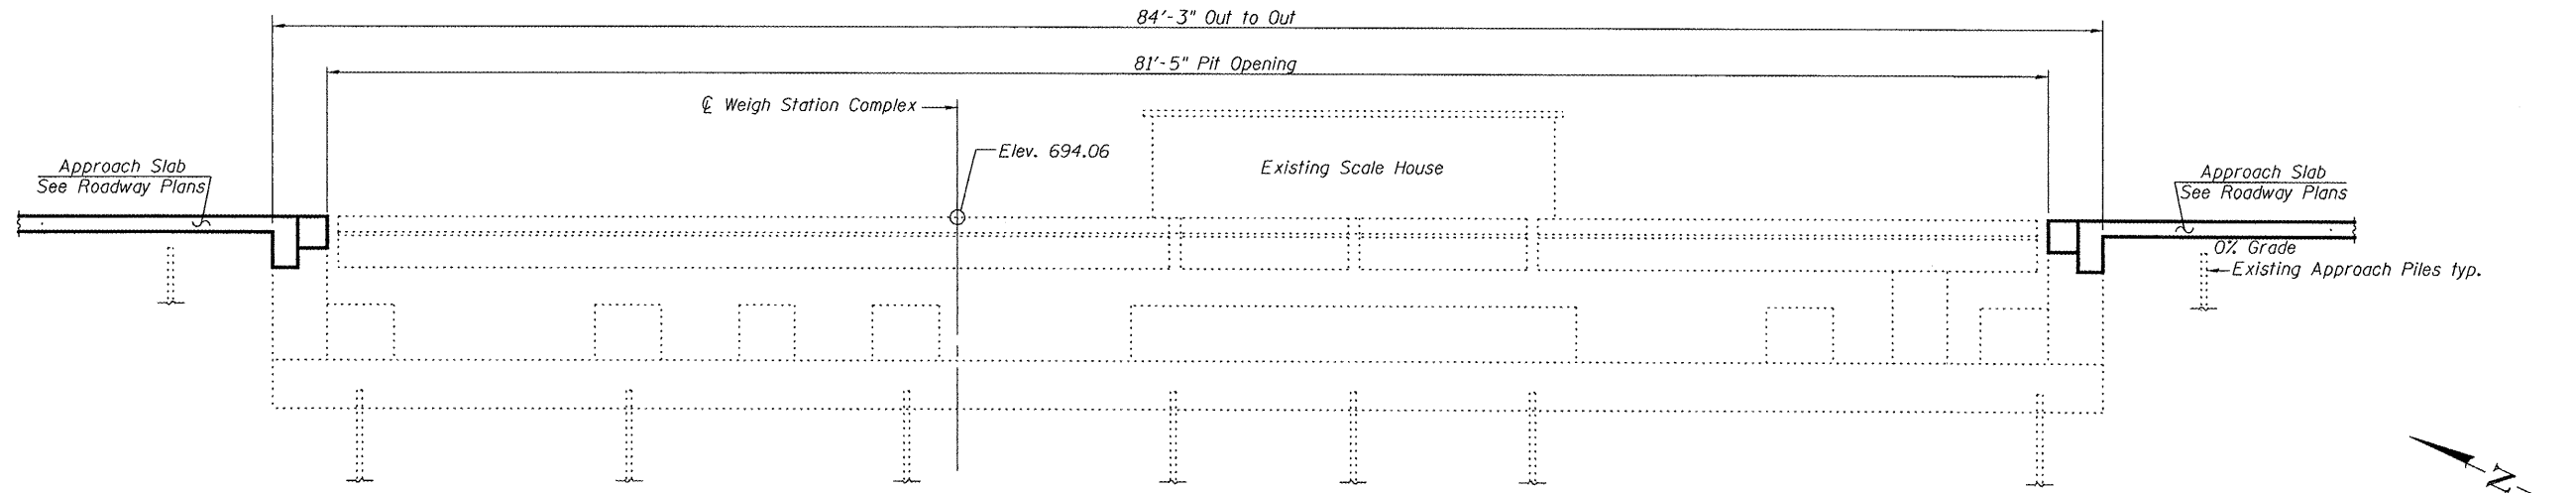 84'-3" Out to Out
81'-5" Pit Opening
℄ Weigh Station Complex
Elev. 694.06
Approach Slab
See Roadway Plans
Existing Scale House
Approach Slab
See Roadway Plans
0% Grade
Existing Approach Piles typ.
N